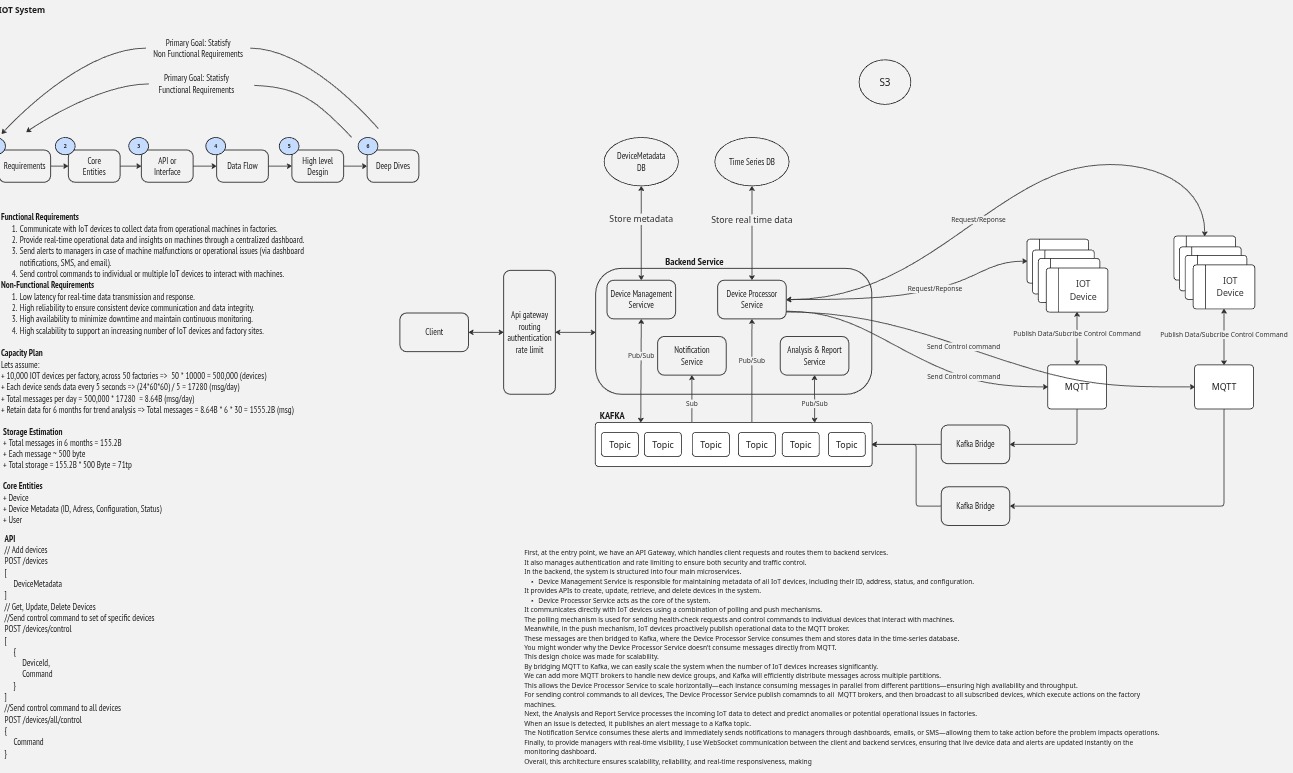 IOT System
Primary Goal: Statisfy
Non Functional Requirements
Primary Goal: Statisfy
Functional Requirements
2
3
4
5
6
Requirements
Core
Entities
API or
Interface
Data Flow
High level
Desgin
Deep Dives
Functional Requirements
1. Communicate with IoT devices to collect data from operational machines in factories.
2. Provide real-time operational data and insights on machines through a centralized dashboard.
3. Send alerts to managers in case of machine malfunctions or operational issues (via dashboard
notifications, SMS, and email).
4. Send control commands to individual or multiple IoT devices to interact with machines.
Non-Functional Requirements
1. Low latency for real-time data transmission and response.
2. High reliability to ensure consistent device communication and data integrity.
3. High availability to minimize downtime and maintain continuous monitoring.
4. High scalability to support an increasing number of IoT devices and factory sites.
Capacity Plan
Lets assume:
+ 10,000 IOT devices per factory, across 50 factories => 50 * 10000 = 500,000 (devices)
+ Each device sends data every 5 seconds => (24*60*60) / 5 = 17280 (msg/day)
+ Total messages per day = 500,000 * 17280 = 8.64B (msg/day)
+ Retain data for 6 months for trend analysis => Total messages = 8.64B * 6 * 30 = 1555.2B (msg)
Storage Estimation
+ Total messages in 6 months = 155.2B
+ Each message ~ 500 byte
+ Total storage = 155.2B * 500 Byte = 71tp
Core Entities
+ Device
+ Device Metadata (ID, Adress, Configuration, Status)
+ User
API
// Add devices
POST /devices
[
DeviceMetadata
]
// Get, Update, Delete Devices
//Send control command to set of specific devices
POST /devices/control
[
{
DeviceId,
Command
}
]
//Send control command to all devices
POST /devices/all/control
{
Command
}
S3
DeviceMetadata
DB
Time Series DB
Store metadata
Store real time data
Backend Service
Device Management
Servicve
Device Processor
Service
Notification
Service
Analysis & Report
Service
Client
Api gateway
routing
authentication
rate limit
Pub/Sub
Pub/Sub
Sub
Pub/Sub
KAFKA
Topic
Topic
Topic
Topic
Topic
Topic
Request/Reponse
Request/Reponse
Send Control command
Send Control command
IOT
Device
IOT
Device
Publish Data/Subcribe Control Command
Publish Data/Subcribe Control Command
MQTT
MQTT
Kafka Bridge
Kafka Bridge
First, at the entry point, we have an API Gateway, which handles client requests and routes them to backend services.
It also manages authentication and rate limiting to ensure both security and traffic control.
In the backend, the system is structured into four main microservices.
• Device Management Service is responsible for maintaining metadata of all IoT devices, including their ID, address, status, and configuration.
It provides APIs to create, update, retrieve, and delete devices in the system.
• Device Processor Service acts as the core of the system.
It communicates directly with IoT devices using a combination of polling and push mechanisms.
The polling mechanism is used for sending health-check requests and control commands to individual devices that interact with machines.
Meanwhile, in the push mechanism, IoT devices proactively publish operational data to the MQTT broker.
These messages are then bridged to Kafka, where the Device Processor Service consumes them and stores data in the time-series database.
You might wonder why the Device Processor Service doesn't consume messages directly from MQTT.
This design choice was made for scalability.
By bridging MQTT to Kafka, we can easily scale the system when the number of IoT devices increases significantly.
We can add more MQTT brokers to handle new device groups, and Kafka will efficiently distribute messages across multiple partitions.
This allows the Device Processor Service to scale horizontally—each instance consuming messages in parallel from different partitions—ensuring high availability and throughput.
For sending control commands to all devices, The Device Processor Service publish comamnds to all MQTT brokers, and then broadcast to all subscribed devices, which execute actions on the factory
machines.
Next, the Analysis and Report Service processes the incoming IoT data to detect and predict anomalies or potential operational issues in factories.
When an issue is detected, it publishes an alert message to a Kafka topic.
The Notification Service consumes these alerts and immediately sends notifications to managers through dashboards, emails, or SMS—allowing them to take action before the problem impacts operations.
Finally, to provide managers with real-time visibility, I use WebSocket communication between the client and backend services, ensuring that live device data and alerts are updated instantly on the
monitoring dashboard.
Overall, this architecture ensures scalability, reliability, and real-time responsiveness, making